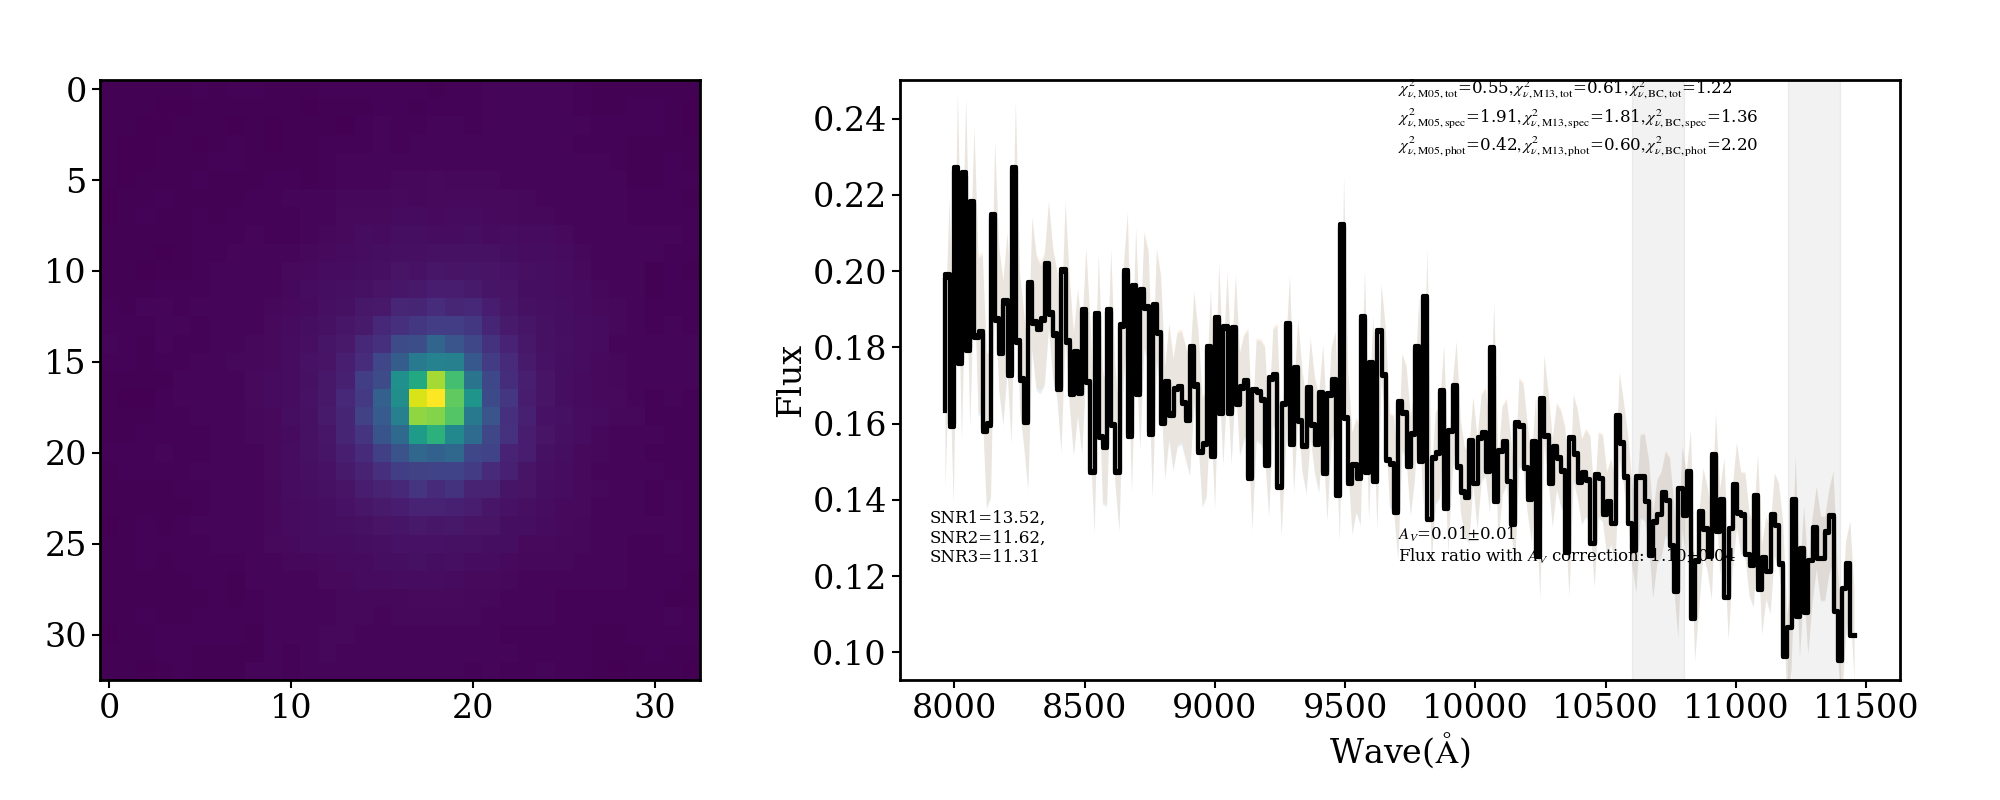 0
5
10
15
20
25
30
0 10 20 30
Flux
0.24
0.22
0.20
0.18
0.16
0.14
0.12
0.10
χ²ν,M05,tot=0.55,χ²ν,M13,tot=0.61,χ²ν,BC,tot=1.22
χ²ν,M05,spec=1.91,χ²ν,M13,spec=1.81,χ²ν,BC,spec=1.36
χ²ν,M05,phot=0.42,χ²ν,M13,phot=0.60,χ²ν,BC,phot=2.20
SNR1=13.52,
SNR2=11.62,
SNR3=11.31
AV=0.01±0.01
Flux ratio with AV correction: 1.10±0.04
8000 8500 9000 9500 10000 10500 11000 11500
Wave(Å)